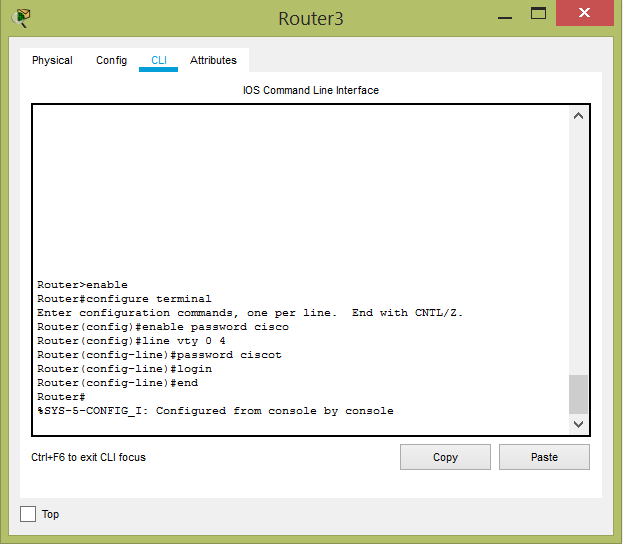 Router3
Physical Config CLI Attributes
IOS Command Line Interface
Router>enable
Router#configure terminal
Enter configuration commands, one per line.  End with CNTL/Z.
Router(config)#enable password cisco
Router(config)#line vty 0 4
Router(config-line)#password ciscot
Router(config-line)#login
Router(config-line)#end
Router#
%SYS-5-CONFIG_I: Configured from console by console
Ctrl+F6 to exit CLI focus Copy Paste
Top